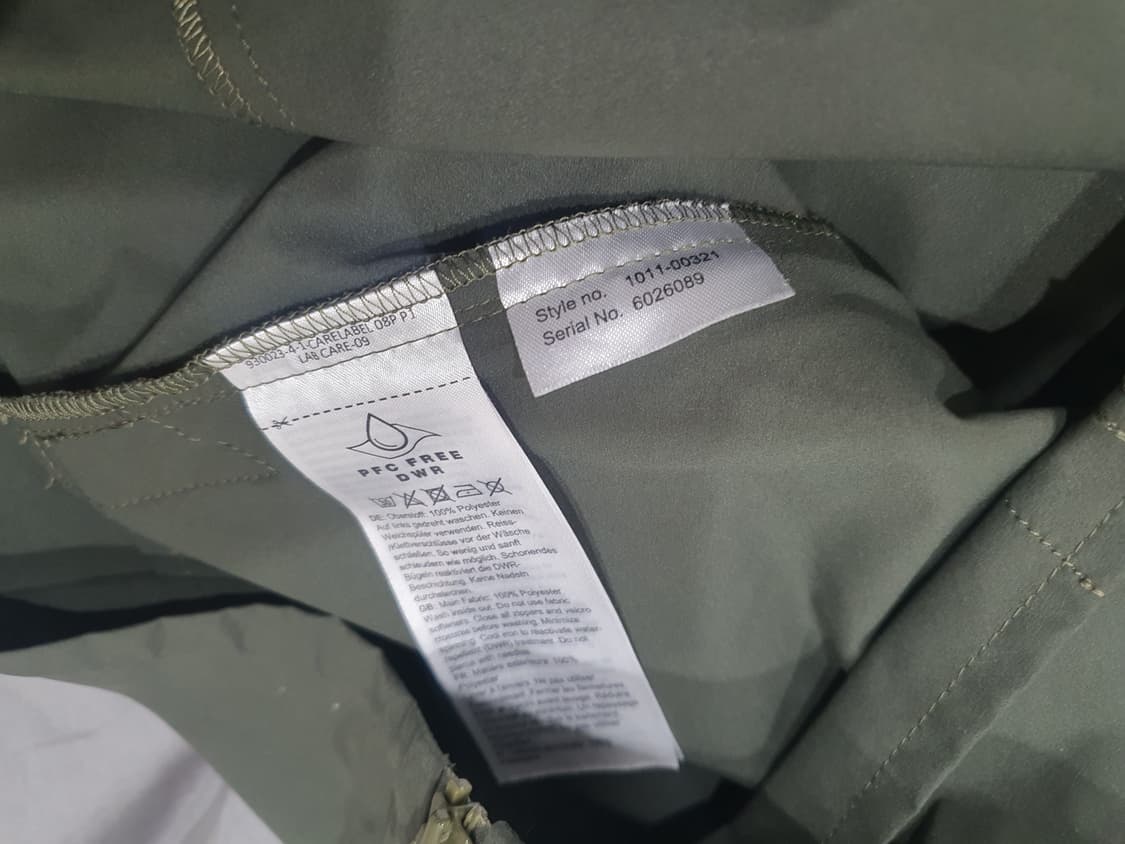 930023-4-1-CARELABEL 08P P1
LAB CARE-09
PFC FREE
DWR
DE: Oberstoff: 100% Polyester
Auf links gedreht waschen. Keinen
Weichspüler verwenden. Reiss-
/Klettverschlüsse vor der Wäsche
schließen. So wenig und sanft
schleudern wie möglich. Schonendes
Bügeln reaktiviert die DWR-
Beschichtung. Keine Nadeln
durchstechen.
GB: Main Fabric: 100% Polyester
Wash inside out. Do not use fabric
softeners. Close all zippers and velcro
closures before washing. Minimize
spinning. Cool iron to reactivate water-
repellent (DWR) treatment. Do not
pierce with needles.
FR: Matière extérieure: 100%
Polyester
Style no. 1011-00321
Serial No. 6026089